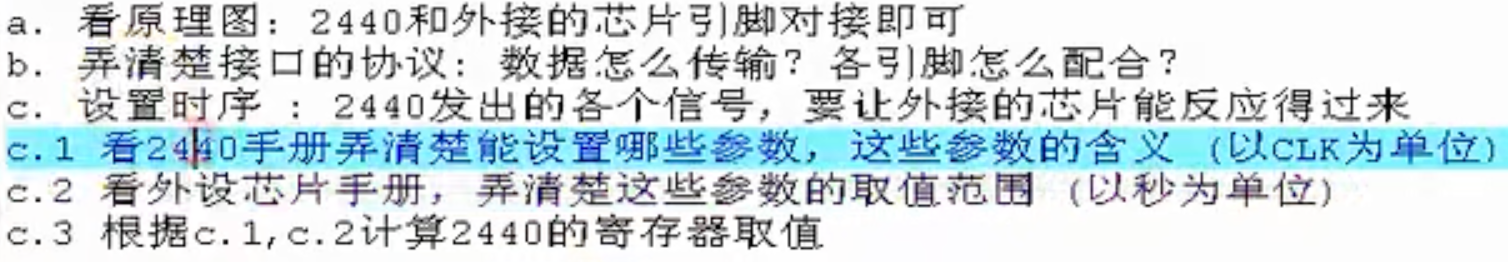 a. 看原理图: 2440和外接的芯片引脚对接即可
b. 弄清楚接口的协议: 数据怎么传输? 各引脚怎么配合?
c. 设置时序 : 2440发出的各个信号, 要让外接的芯片能反应得过来
c.1 看2440手册弄清楚能设置哪些参数, 这些参数的含义 (以CLK为单位)
c.2 看外设芯片手册, 弄清楚这些参数的取值范围 (以秒为单位)
c.3 根据c.1,c.2计算2440的寄存器取值